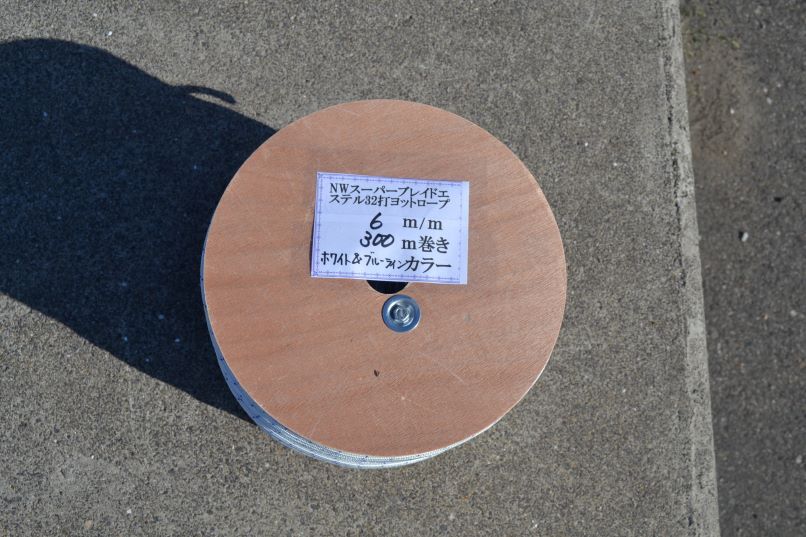 NWスーパーブレイドエ
ステル32打ヨットロープ
6 m/m
300 m巻き
ホワイト&ブルーラインカラー